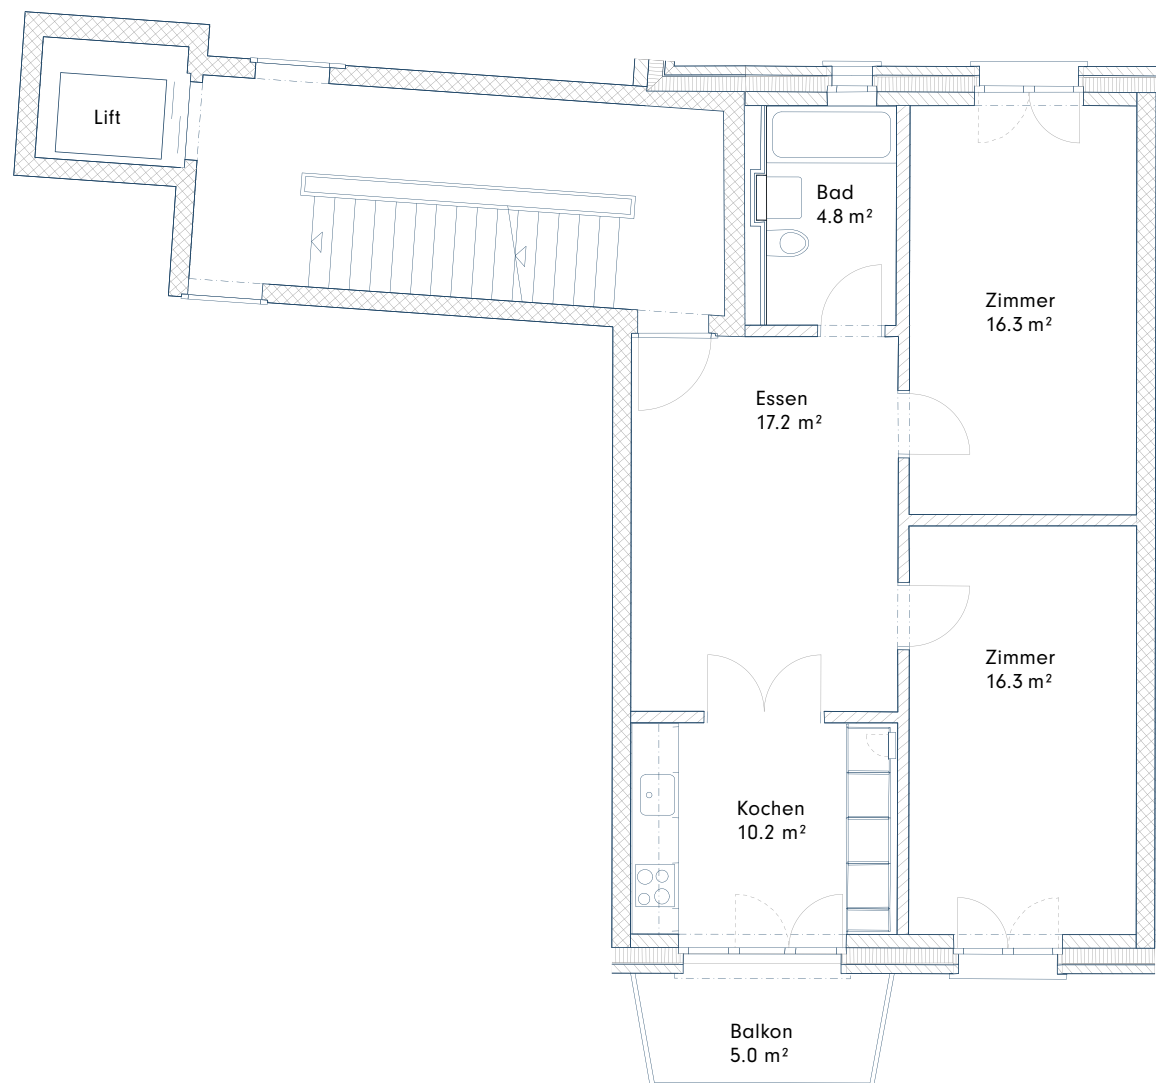 Lift
Bad
4.8 m²
Zimmer
16.3 m²
Essen
17.2 m²
Zimmer
16.3 m²
Kochen
10.2 m²
Balkon
5.0 m²